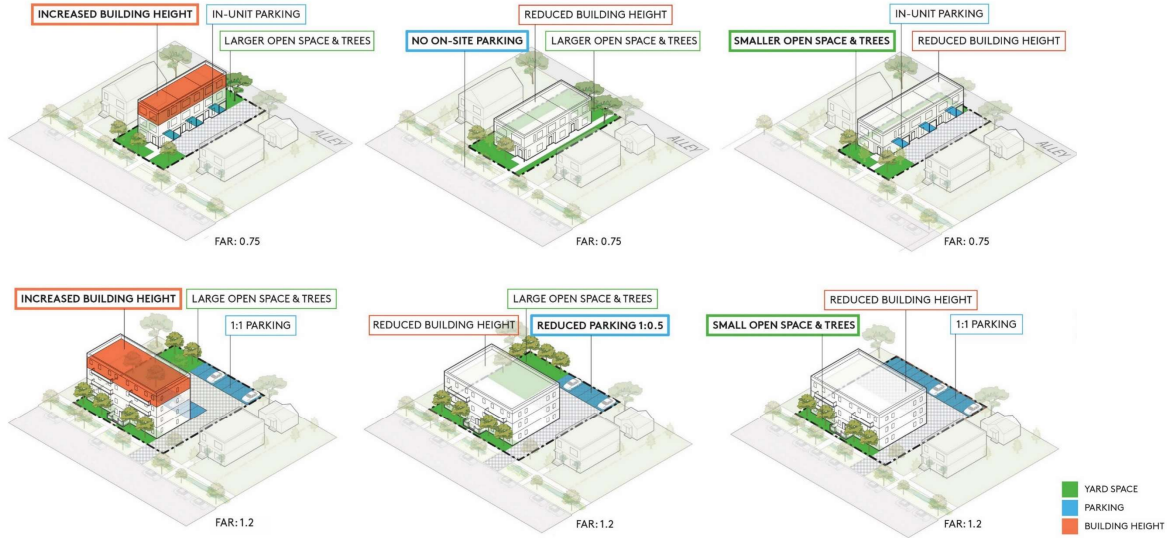 INCREASED BUILDING HEIGHT
IN-UNIT PARKING
LARGER OPEN SPACE & TREES
ALLEY
FAR: 0.75
REDUCED BUILDING HEIGHT
NO ON-SITE PARKING
LARGER OPEN SPACE & TREES
ALLEY
FAR: 0.75
IN-UNIT PARKING
SMALLER OPEN SPACE & TREES
REDUCED BUILDING HEIGHT
ALLEY
FAR: 0.75
INCREASED BUILDING HEIGHT
LARGE OPEN SPACE & TREES
1:1 PARKING
FAR: 1.2
LARGE OPEN SPACE & TREES
REDUCED BUILDING HEIGHT
REDUCED PARKING 1:0.5
FAR: 1.2
REDUCED BUILDING HEIGHT
SMALL OPEN SPACE & TREES
1:1 PARKING
FAR: 1.2
YARD SPACE
PARKING
BUILDING HEIGHT